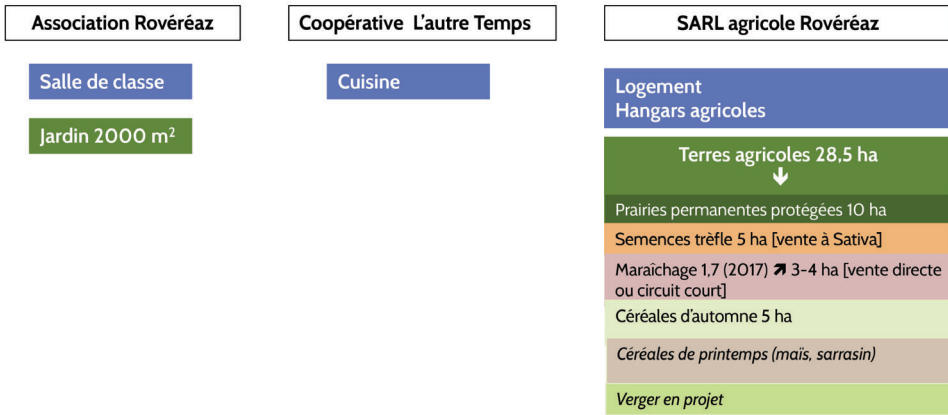 Association Rovéréaz
Coopérative L'autre Temps
SARL agricole Rovéréaz
Salle de classe
Jardin 2000 m²
Cuisine
Logement
Hangars agricoles
Terres agricoles 28,5 ha
🡻
Prairies permanentes protégées 10 ha
Semences trèfle 5 ha [vente à Sativa]
Maraîchage 1,7 (2017) 🡽 3-4 ha [vente directe
ou circuit court]
Céréales d'automne 5 ha
Céréales de printemps (maïs, sarrasin)
Verger en projet